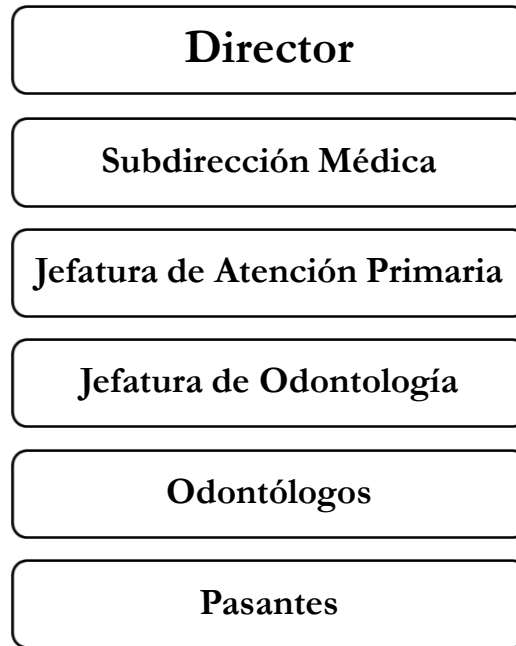 Director
Subdirección Médica
Jefatura de Atención Primaria
Jefatura de Odontología
Odontólogos
Pasantes